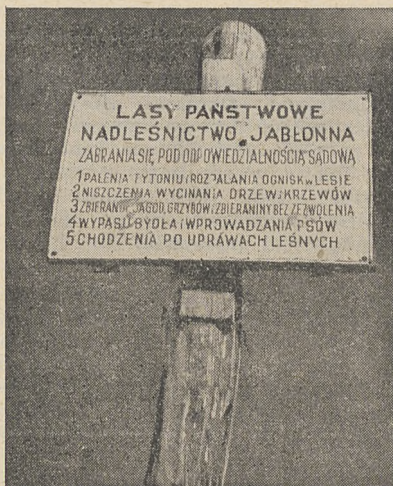 LASY PAŃSTWOWE
NADLEŚNICTWO JABŁONNA
ZABRANIA SIĘ POD ODPOWIEDZIALNOŚCIĄ SĄDOWĄ
1 PALENIA TYTONIU I ROZPALANIA OGNISK W LESIE
2 NISZCZENIA WYCINANIA DRZEW I KRZEWÓW
3 ZBIERANIA JAGÓD, GRZYBÓW, ZBIERANINY BEZ ZEZWOLENIA
4 WYPASU BYDŁA I WPROWADZANIA PSÓW
5 CHODZENIA PO UPRAWACH LEŚNYCH